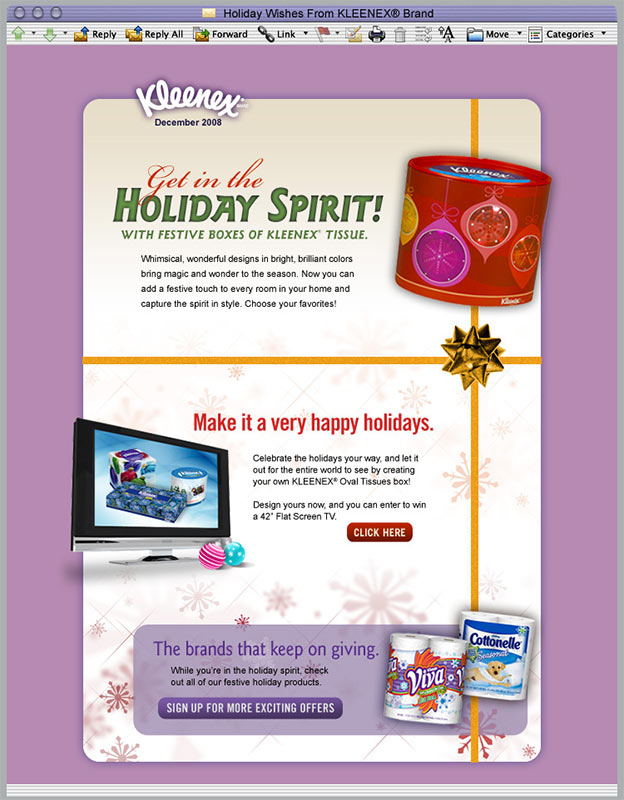 Holiday Wishes From KLEENEX® Brand
Reply Reply All Forward Link Move Categories
Kleenex
December 2008
Get in the
HOLIDAY SPIRIT!
WITH FESTIVE BOXES OF KLEENEX® TISSUE.
Whimsical, wonderful designs in bright, brilliant colors
bring magic and wonder to the season. Now you can
add a festive touch to every room in your home and
capture the spirit in style. Choose your favorites!
Kleenex
Kleenex
Make it a very happy holidays.
Celebrate the holidays your way, and let it
out for the entire world to see by creating
your own KLEENEX® Oval Tissues box!
Design yours now, and you can enter to win
a 42" Flat Screen TV.
CLICK HERE
The brands that keep on giving.
While you're in the holiday spirit, check
out all of our festive holiday products.
SIGN UP FOR MORE EXCITING OFFERS
Viva
Cottonelle
Seasonal